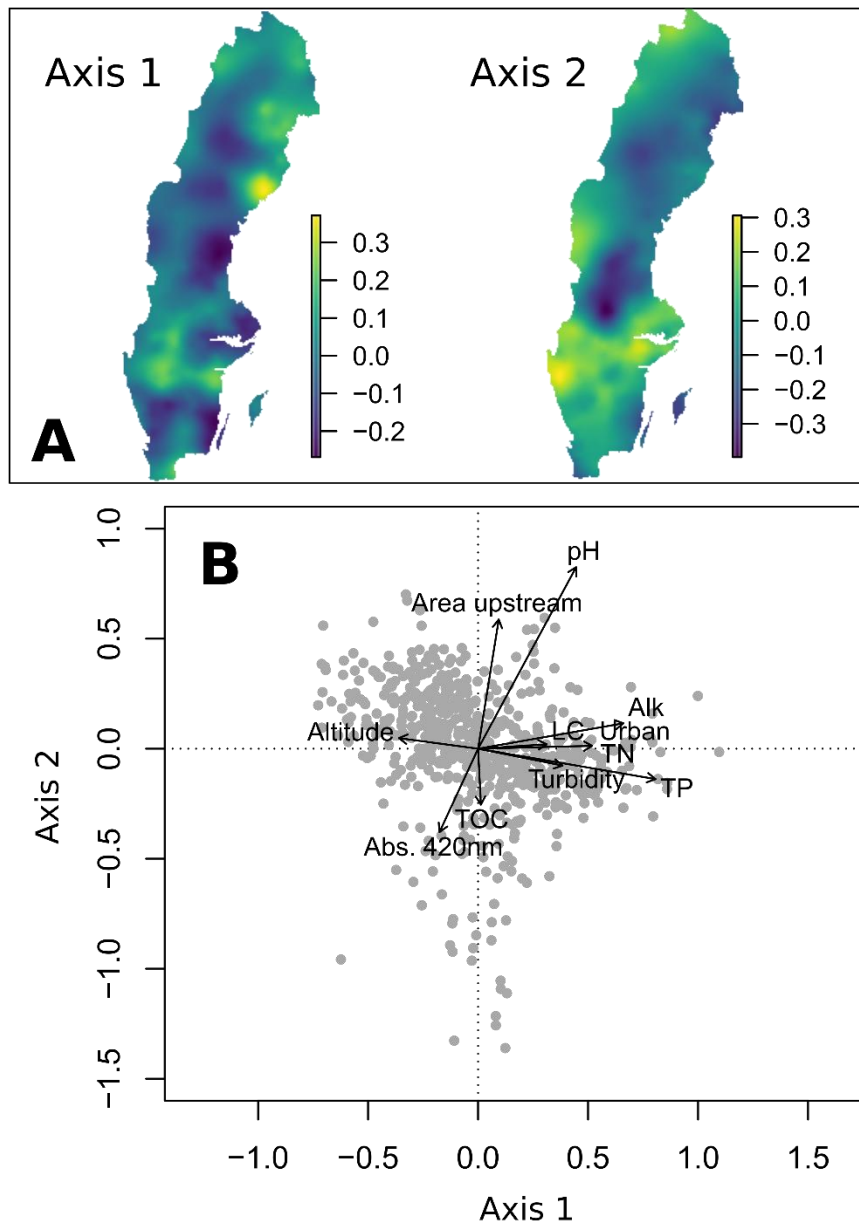 Axis 1
Axis 2
0.3
0.2
0.1
0.0
−0.1
−0.2
0.3
0.2
0.1
0.0
−0.1
−0.2
−0.3
A
B
1.0
0.5
0.0
−0.5
−1.0
−1.5
Axis 2
pH
Area upstream
Alk
Altitude
LC Urban
TN
Turbidity
TP
TOC
Abs. 420nm
−1.0
−0.5
0.0
0.5
1.0
1.5
Axis 1